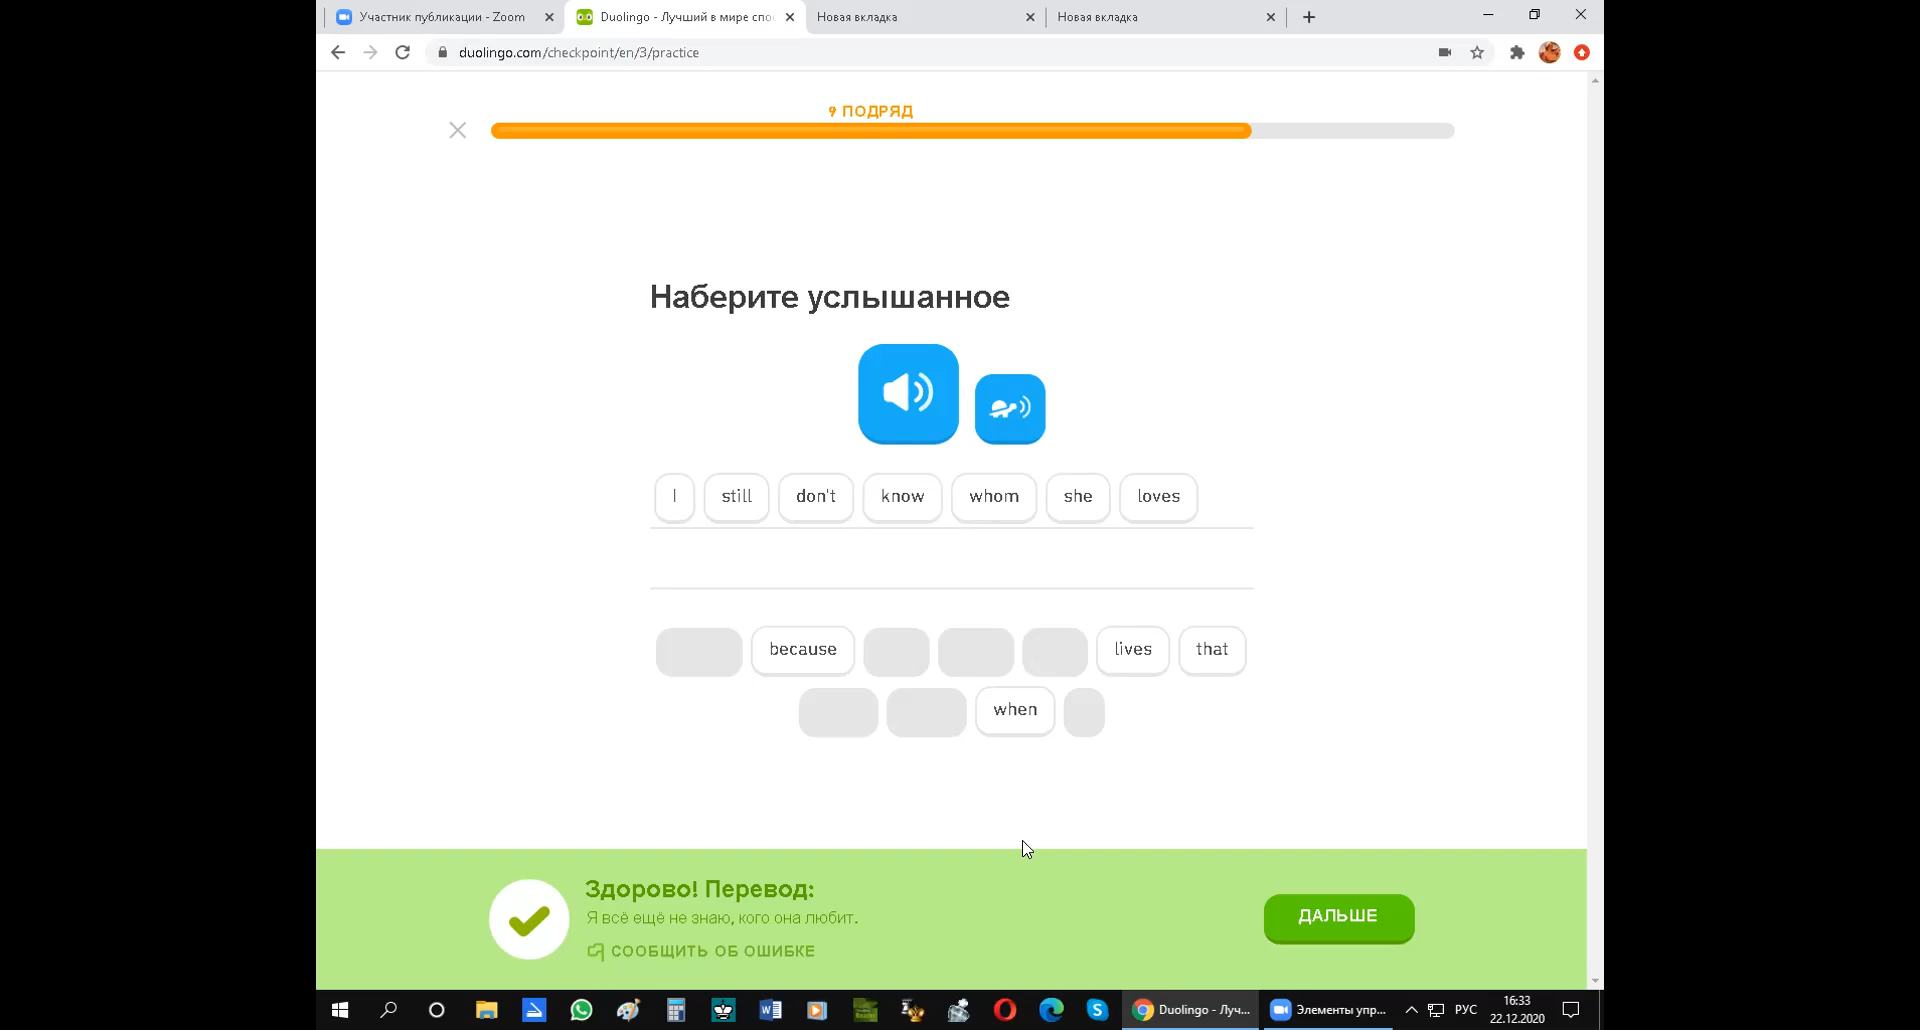 Участник публикации - Zoom
Duolingo - Лучший в мире спо
Новая вкладка
Новая вкладка
duolingo.com/checkpoint/en/3/practice
9 ПОДРЯД
Наберите услышанное
I still don't know whom she loves
because lives that
when
Здорово! Перевод:
Я всё ещё не знаю, кого она любит.
СООБЩИТЬ ОБ ОШИБКЕ
ДАЛЬШЕ
Duolingo - Луч...
Элементы упр...
РУС
16:33
22.12.2020